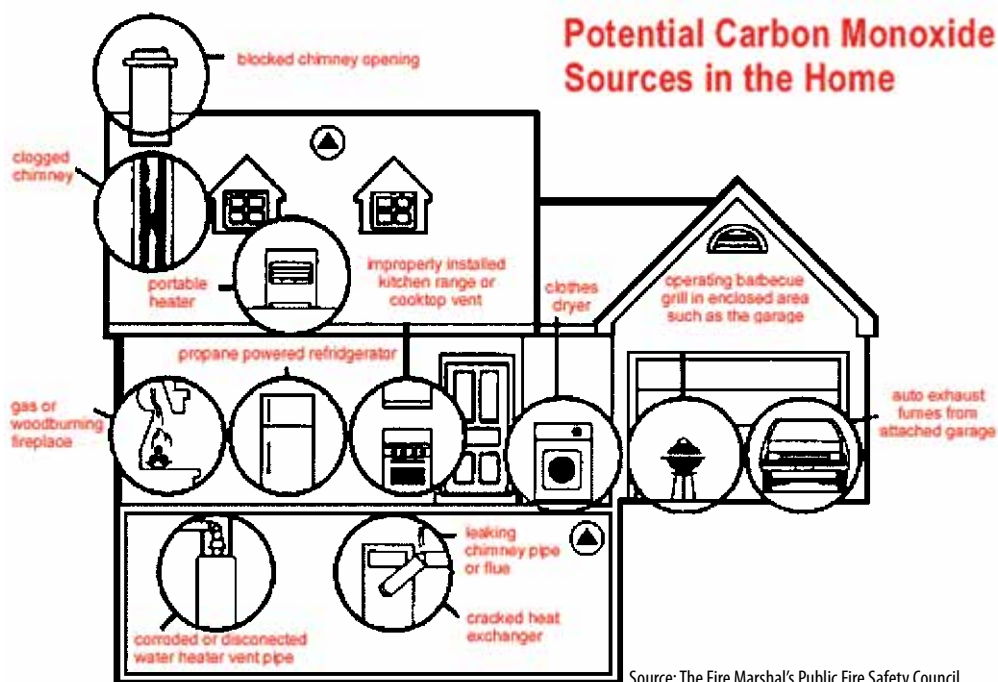 Potential Carbon Monoxide
Sources in the Home
blocked chimney opening
clogged
chimney
portable
heater
improperly installed
kitchen range or
cooktop vent
clothes
dryer
operating barbecue
grill in enclosed area
such as the garage
propane powered refridgerator
gas or
woodburning
fireplace
auto exhaust
fumes from
attached garage
leaking
chimney pipe
or flue
cracked heat
exchanger
corroded or disconected
water heater vent pipe
Source: The Fire Marshal's Public Fire Safety Council